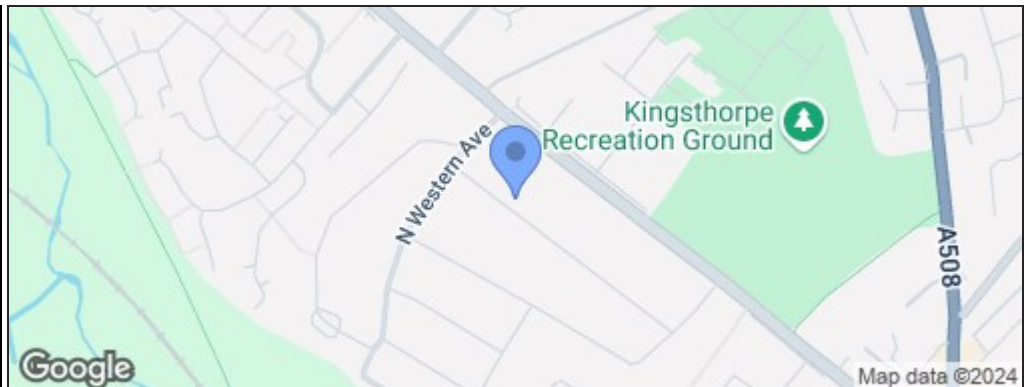 Kingsthorpe
Recreation Ground
N Western Ave
A508
Google
Map data ©2024